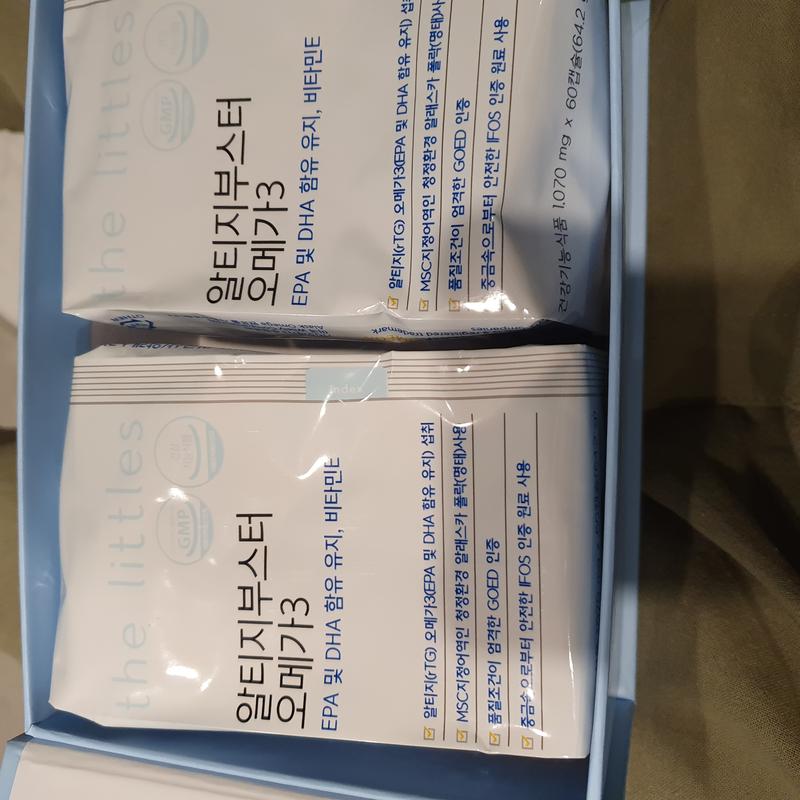 the littles
GMP
알티지부스터
오메가3
EPA 및 DHA 함유 유지, 비타민E
알티지(rTG) 오메가3(EPA 및 DHA 함유 유지) 섭취
MSC지정어역인 청정환경 알래스카 폴락(명태)사용
품질조건이 엄격한 GOED 인증
중금속으로부터 안전한 IFOS 인증 원료 사용
건강기능식품 1,070 mg x 60캡슐(64.2
registered trademark
Index
the littles
GMP
알티지부스터
오메가3
EPA 및 DHA 함유 유지, 비타민E
알티지(rTG) 오메가3(EPA 및 DHA 함유 유지) 섭취
MSC지정어역인 청정환경 알래스카 폴락(명태)사용
품질조건이 엄격한 GOED 인증
중금속으로부터 안전한 IFOS 인증 원료 사용